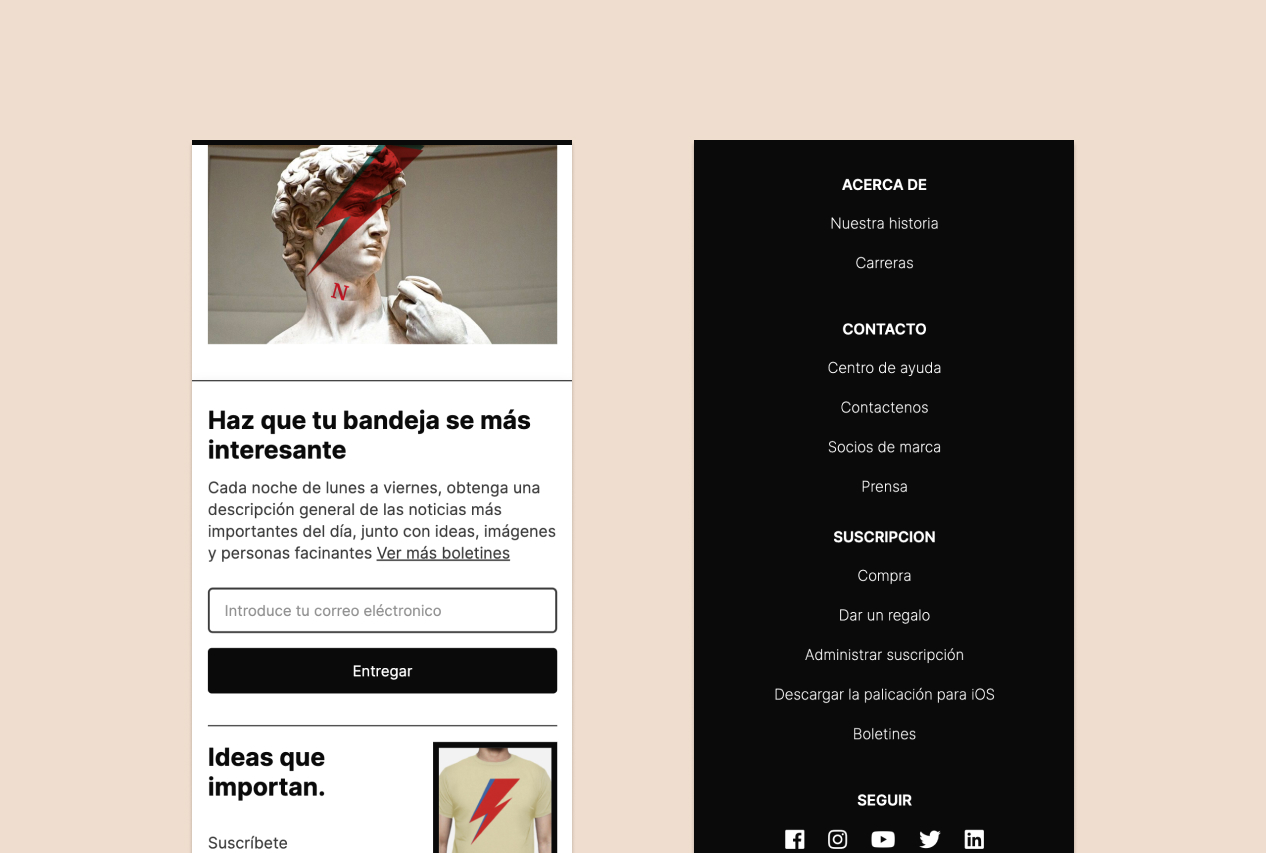 N
Haz que tu bandeja se más
interesante
Cada noche de lunes a viernes, obtenga una
descripción general de las noticias más
importantes del día, junto con ideas, imágenes
y personas facinantes Ver más boletines
Introduce tu correo eléctronico
Entregar
Ideas que
importan.
Suscríbete
ACERCA DE
Nuestra historia
Carreras
CONTACTO
Centro de ayuda
Contactenos
Socios de marca
Prensa
SUSCRIPCION
Compra
Dar un regalo
Administrar suscripción
Descargar la palicación para iOS
Boletines
SEGUIR